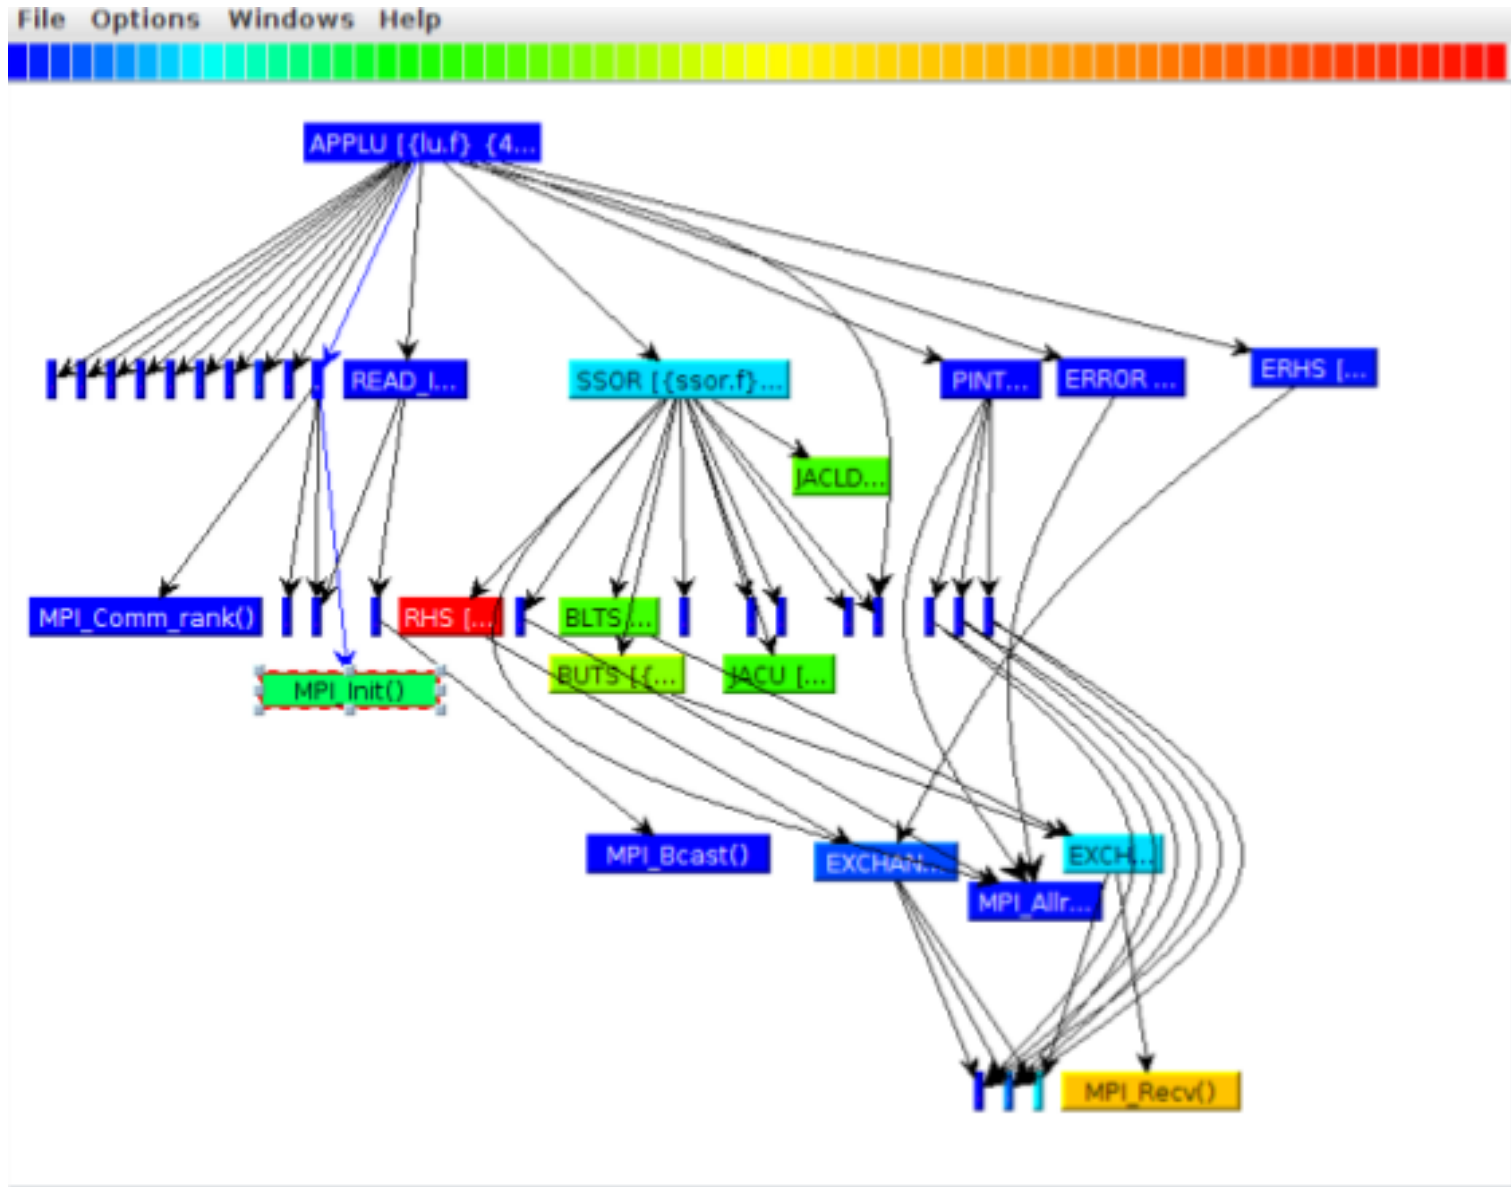 File Options Windows Help
APPLU [{lu.f} {4...
READ_I...
SSOR [{ssor.f}...
PINT...
ERROR ...
ERHS [...
JACLD...
MPI_Comm_rank()
RHS [...
BLTS ...
MPI_Init()
BUTS [{...
JACU [...
MPI_Bcast()
EXCHAN...
EXCH...
MPI_Allr...
MPI_Recv()